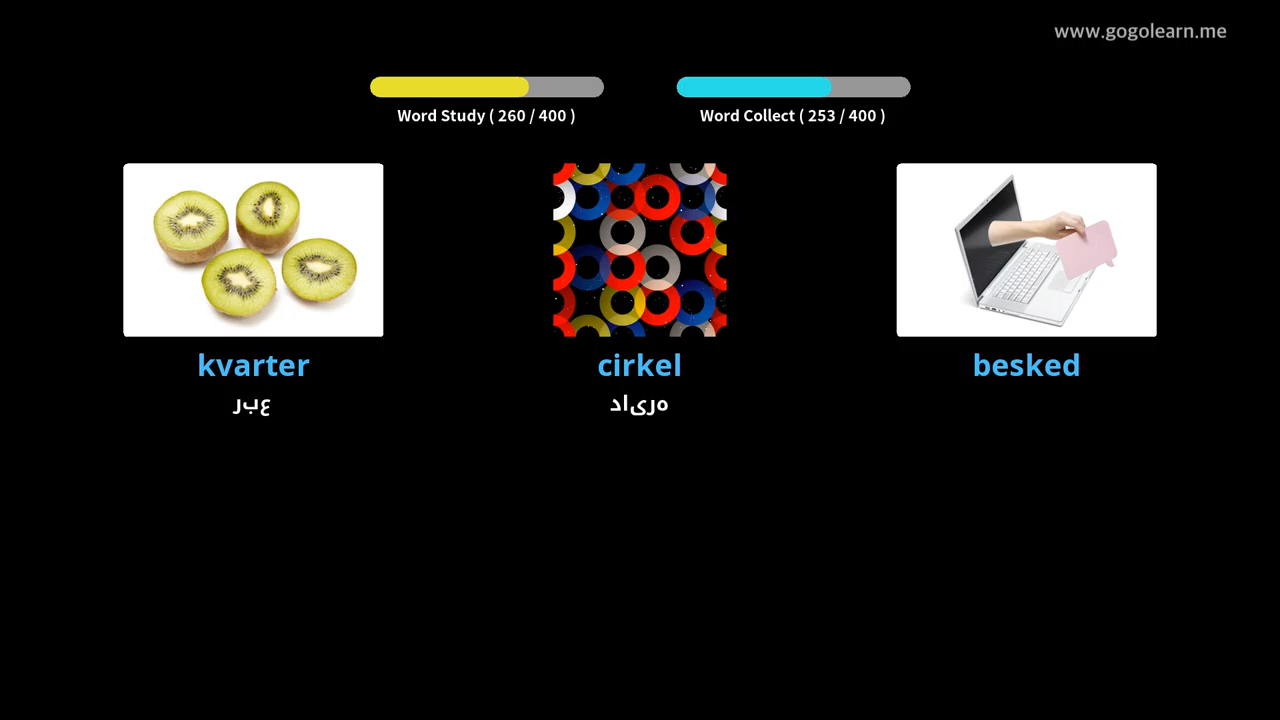 www.gogolearn.me
Word Study ( 260 / 400 )
Word Collect ( 253 / 400 )
kvarter
cirkel
besked
ربع
دایره